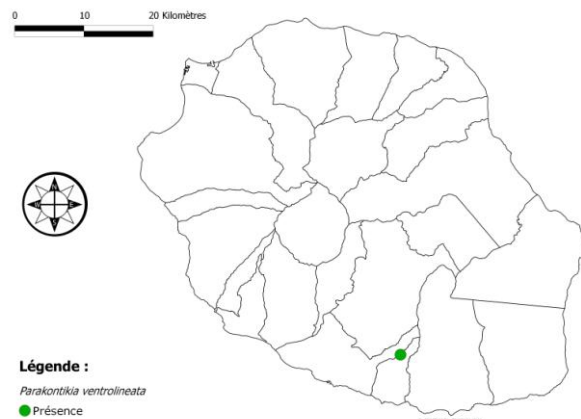 0 10 20 Kilomètres
N
Légende :
Parakontikia ventrolineata
Présence